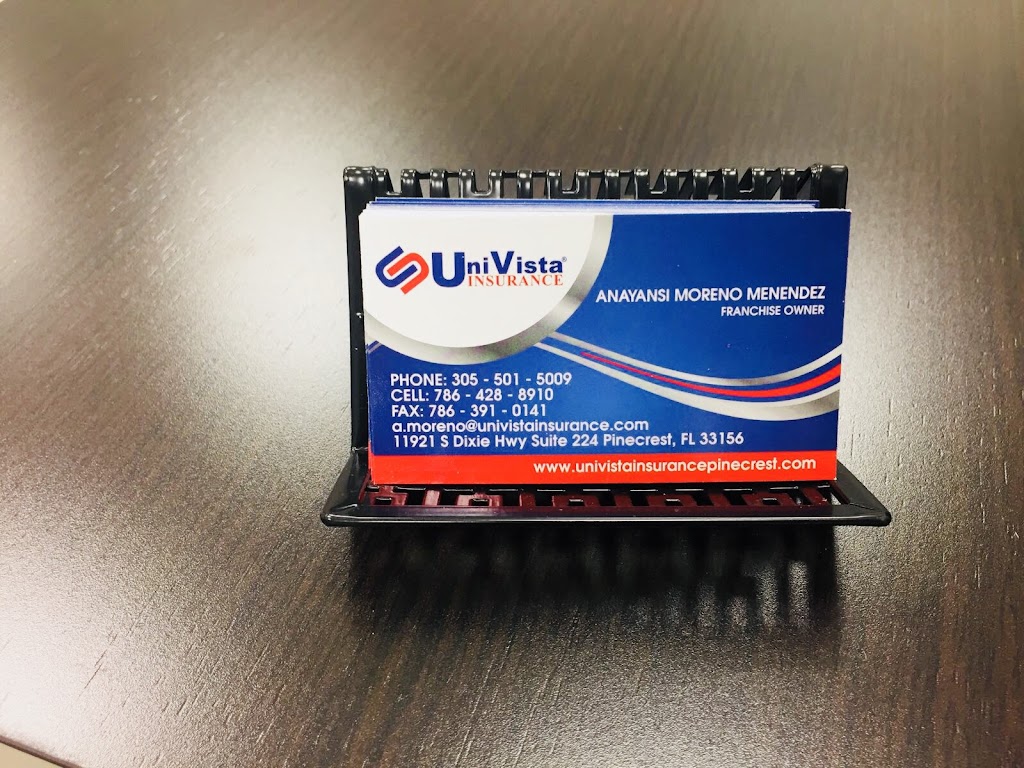 UniVista®
INSURANCE
ANAYANSI MORENO MENENDEZ
FRANCHISE OWNER
PHONE: 305 - 501 - 5009
CELL: 786 - 428 - 8910
FAX: 786 - 391 - 0141
a.moreno@univistainsurance.com
11921 S Dixie Hwy Suite 224 Pinecrest, FL 33156
www.univistainsurancepinecrest.com